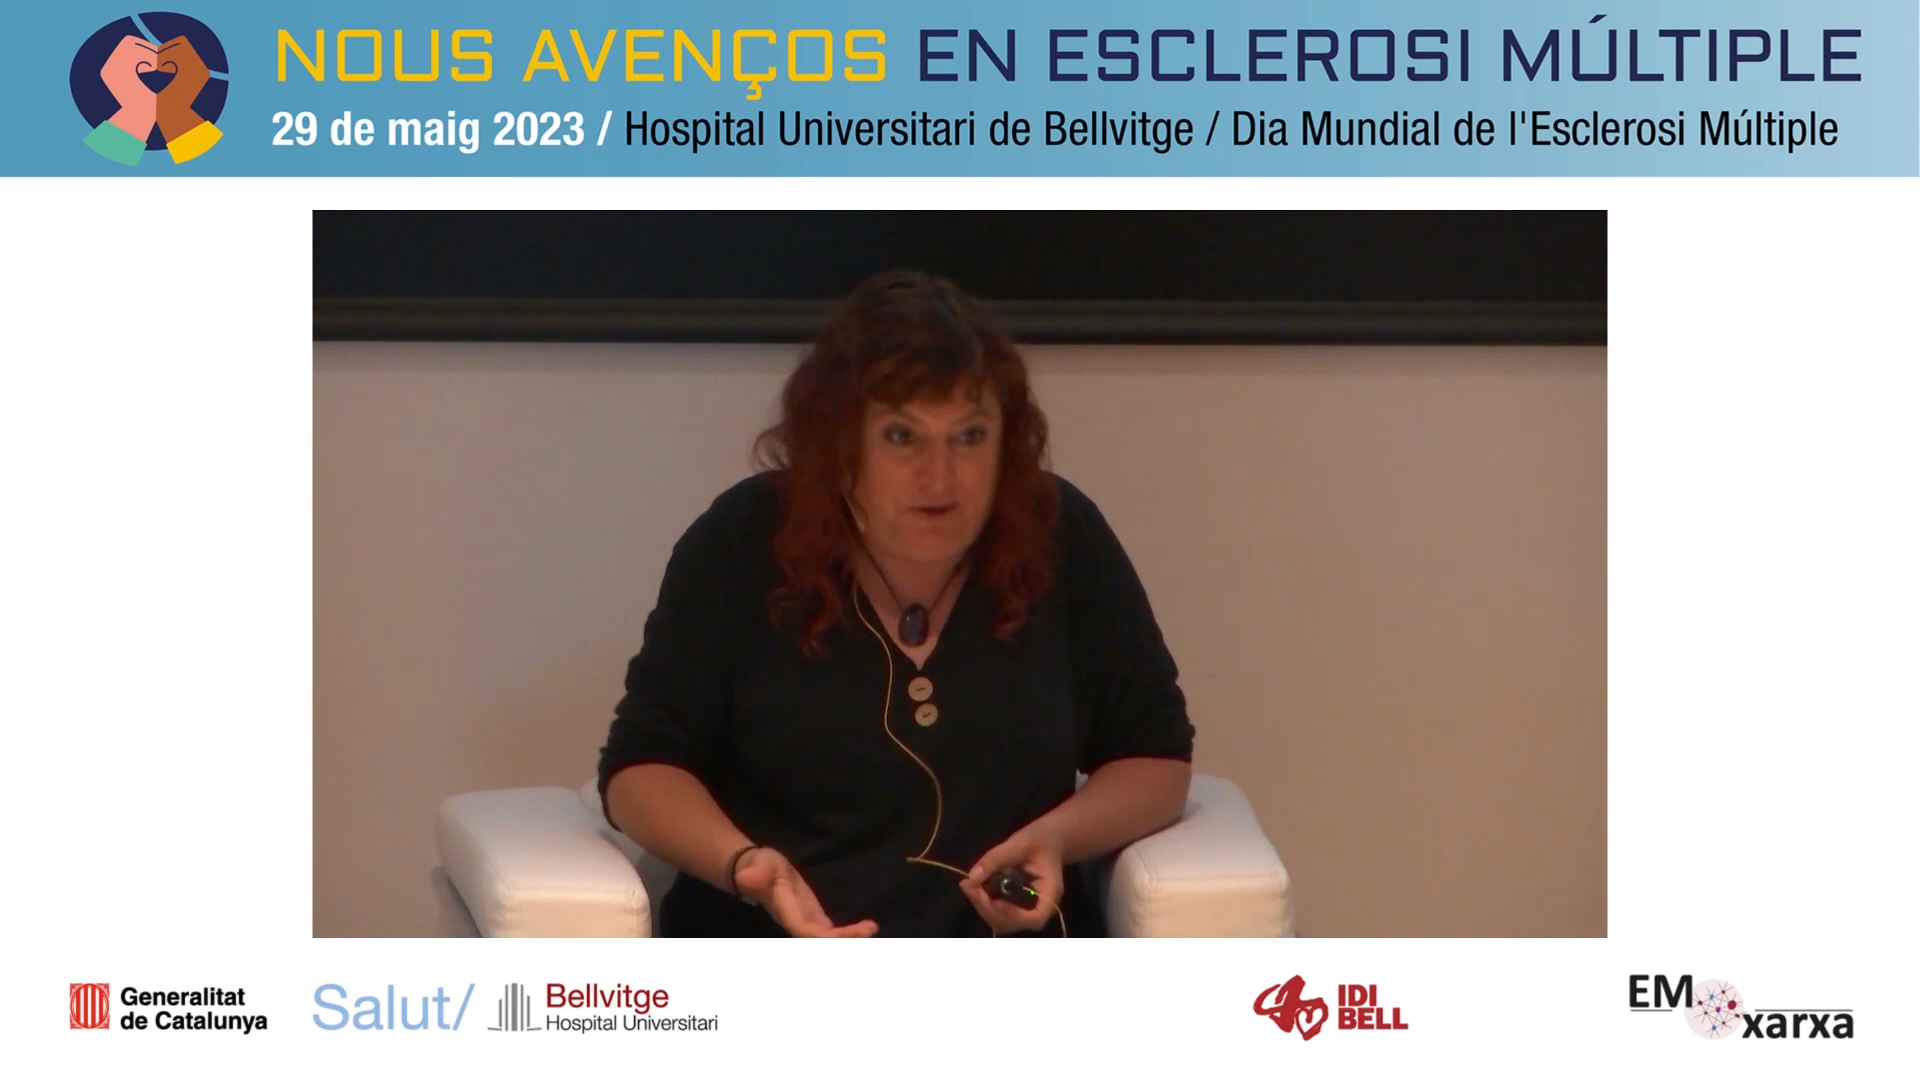 NOUS AVENÇOS EN ESCLEROSI MÚLTIPLE
29 de maig 2023 / Hospital Universitari de Bellvitge / Dia Mundial de l'Esclerosi Múltiple
Generalitat
de Catalunya
Salut/
Bellvitge
Hospital Universitari
IDI
BELL
EM
xarxa